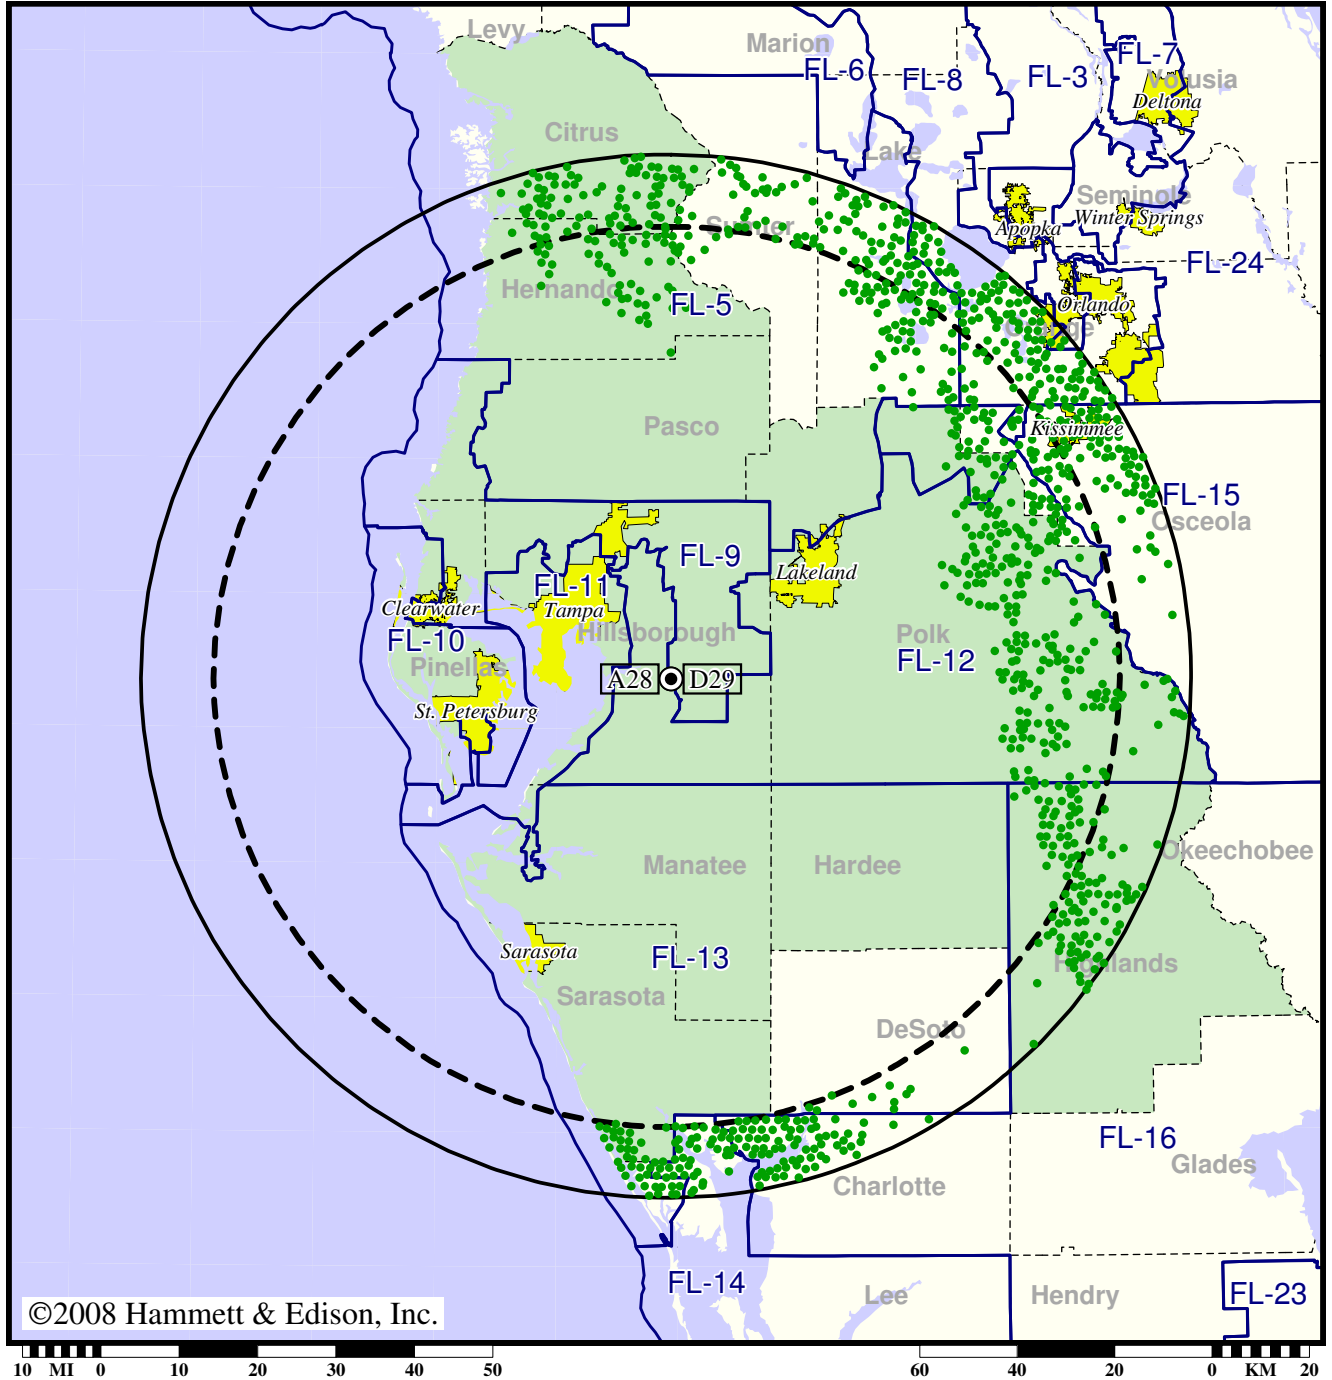 Levy
Marion
FL-6
FL-8
FL-3
FL-7
Volusia
Deltona
Citrus
Lake
Seminole
Winter Springs
Apopka
Sumter
FL-24
Hernando
FL-5
Orlando
Orange
Pasco
Kissimmee
FL-15
Osceola
FL-9
FL-11
Tampa
Lakeland
Clearwater
FL-10
Hillsborough
Polk
FL-12
Pinellas
A28 D29
St. Petersburg
Manatee
Hardee
Okeechobee
Sarasota
FL-13
Highlands
Sarasota
DeSoto
FL-16
Glades
Charlotte
FL-14
Lee
Hendry
FL-23
©2008 Hammett & Edison, Inc.
10 MI 0 10 20 30 40 50
60 40 20 0 KM 20